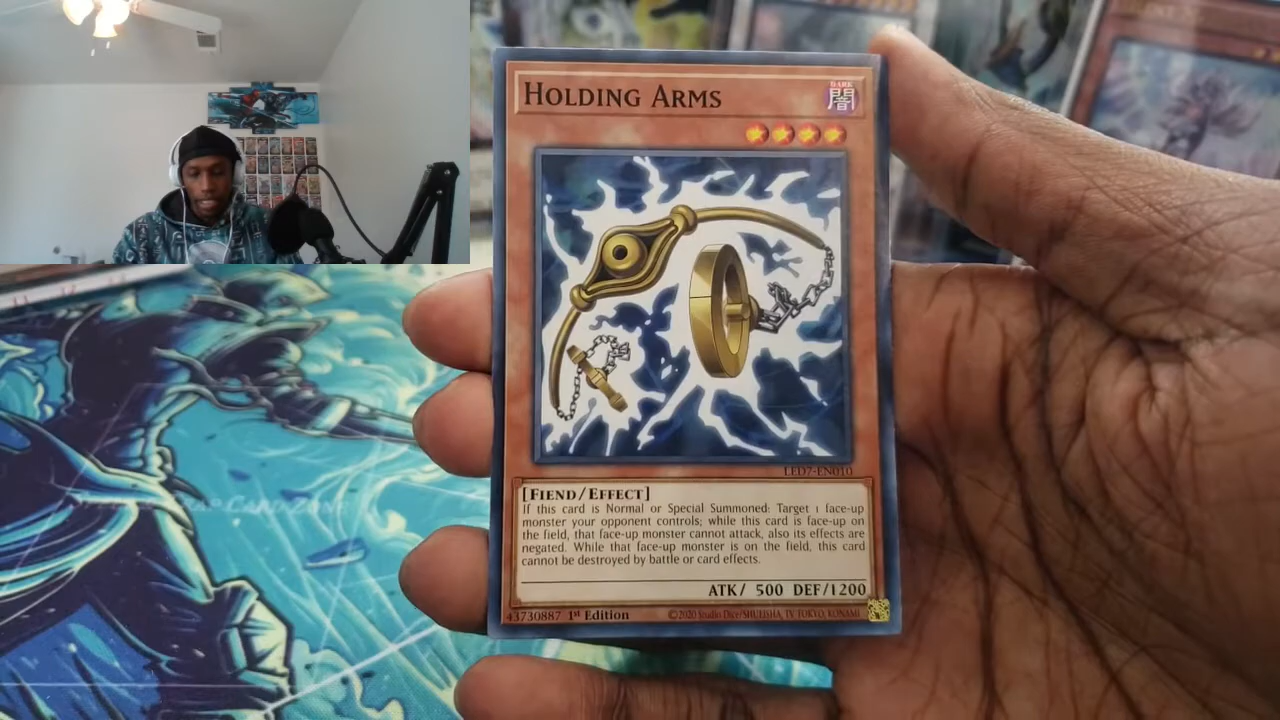 HOLDING ARMS
DARK
闇
LED7-EN010
[FIEND/EFFECT]
If this card is Normal or Special Summoned: Target 1 face-up
monster your opponent controls; while this card is face-up on
the field, that face-up monster cannot attack, also its effects are
negated. While that face-up monster is on the field, this card
cannot be destroyed by battle or card effects.
ATK/ 500 DEF/1200
43730887 1st Edition
©2020 Studio Dice/SHUEISHA, TV TOKYO, KONAMI
CARD ZONE